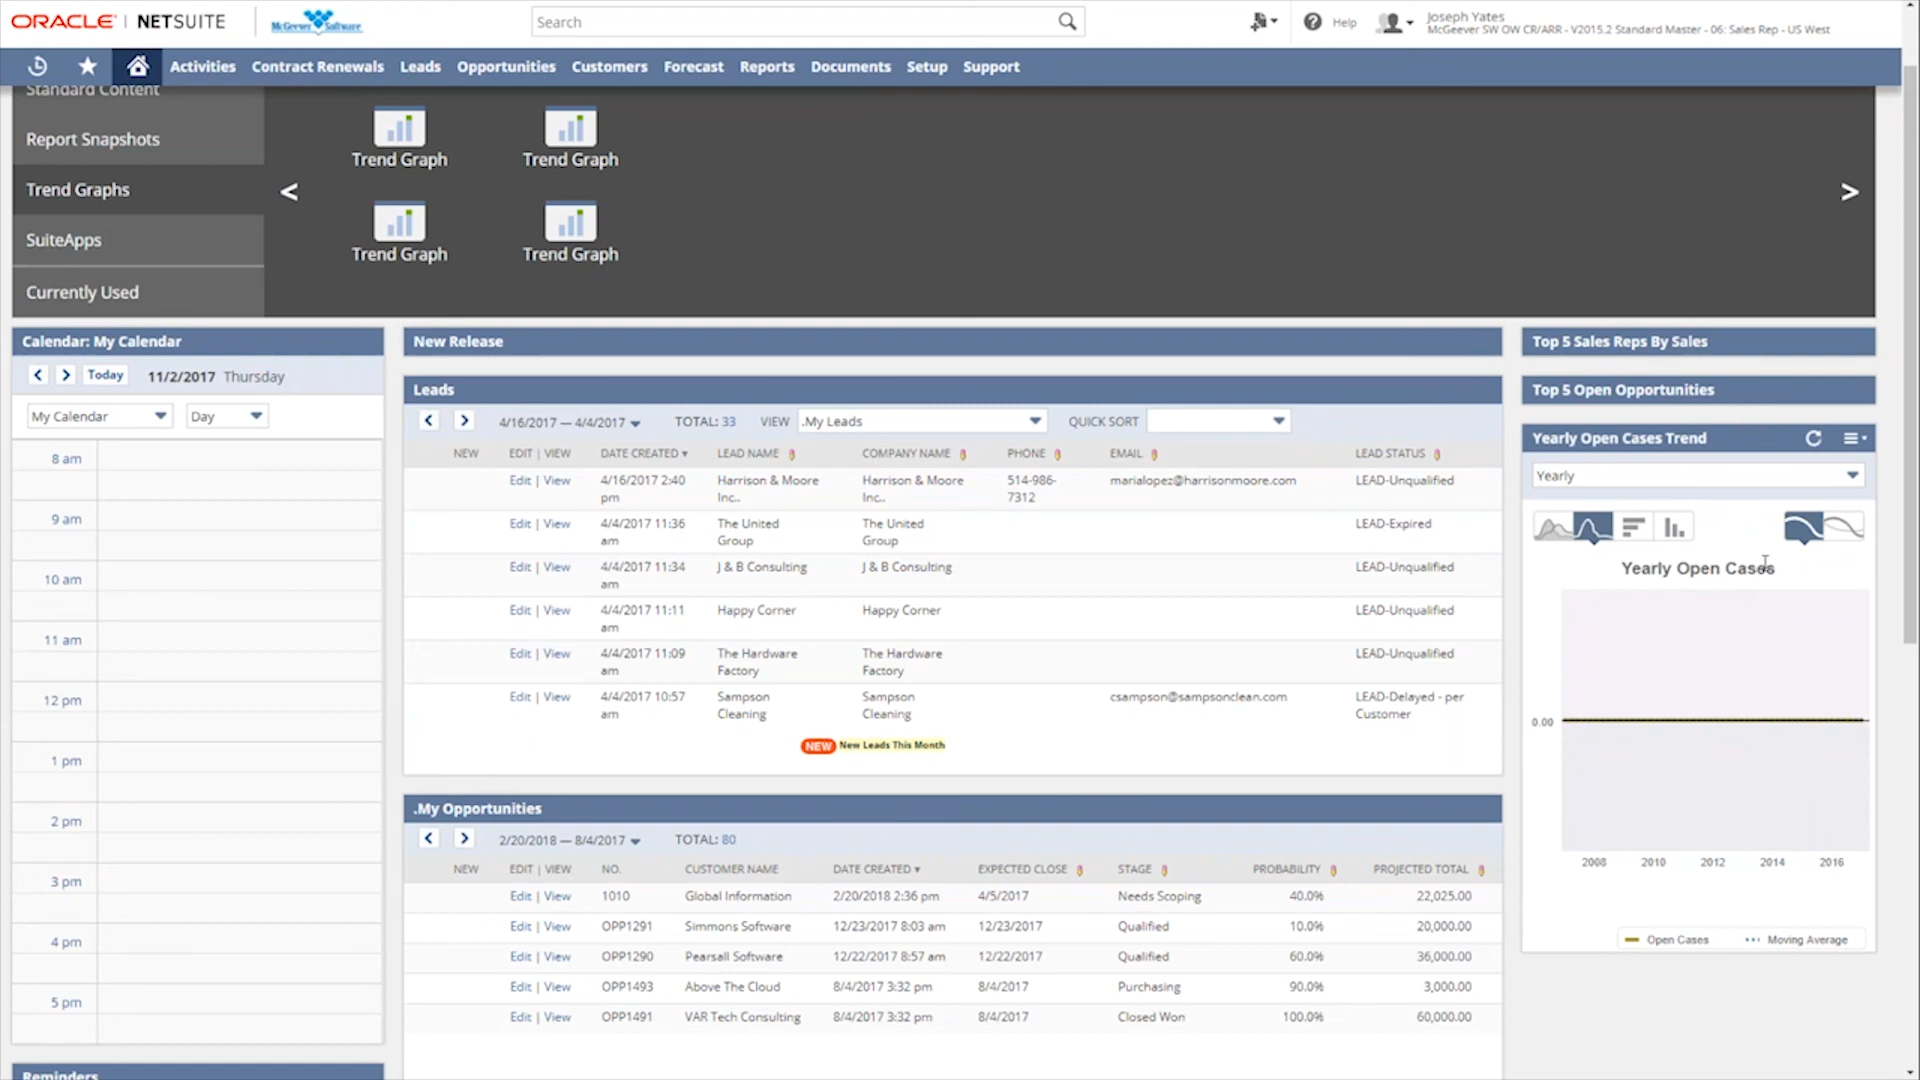 ORACLE | NETSUITE
McGeever Software
Search
Help
Joseph Yates
McGeever SW OW CR/ARR - V2015.2 Standard Master - 06: Sales Rep - US West
Activities Contract Renewals Leads Opportunities Customers Forecast Reports Documents Setup Support
Standard Content
Report Snapshots
Trend Graphs
SuiteApps
Currently Used
< Trend Graph Trend Graph >
Trend Graph Trend Graph
Calendar: My Calendar
< > Today 11/2/2017 Thursday
My Calendar Day
8 am
9 am
10 am
11 am
12 pm
1 pm
2 pm
3 pm
4 pm
5 pm
Reminders
New Release
Leads
< > 4/16/2017 — 4/4/2017 TOTAL: 33 VIEW .My Leads QUICK SORT
NEW EDIT | VIEW DATE CREATED LEAD NAME COMPANY NAME PHONE EMAIL LEAD STATUS
Edit | View 4/16/2017 2:40 Harrison & Moore Harrison & Moore 514-986- marialopez@harrisonmoore.com LEAD-Unqualified
pm Inc.. Inc.. 7312
Edit | View 4/4/2017 11:36 The United The United LEAD-Expired
am Group Group
Edit | View 4/4/2017 11:34 J & B Consulting J & B Consulting LEAD-Unqualified
am
Edit | View 4/4/2017 11:11 Happy Corner Happy Corner LEAD-Unqualified
am
Edit | View 4/4/2017 11:09 The Hardware The Hardware LEAD-Unqualified
am Factory Factory
Edit | View 4/4/2017 10:57 Sampson Sampson csampson@sampsonclean.com LEAD-Delayed - per
am Cleaning Cleaning Customer
NEW New Leads This Month
.My Opportunities
< > 2/20/2018 — 8/4/2017 TOTAL: 80
NEW EDIT | VIEW NO. CUSTOMER NAME DATE CREATED EXPECTED CLOSE STAGE PROBABILITY PROJECTED TOTAL
Edit | View 1010 Global Information 2/20/2018 2:36 pm 4/5/2017 Needs Scoping 40.0% 22,025.00
Edit | View OPP1291 Simmons Software 12/23/2017 8:03 am 12/23/2017 Qualified 10.0% 20,000.00
Edit | View OPP1290 Pearsall Software 12/22/2017 8:57 am 12/22/2017 Qualified 60.0% 36,000.00
Edit | View OPP1493 Above The Cloud 8/4/2017 3:32 pm 8/4/2017 Purchasing 90.0% 3,000.00
Edit | View OPP1491 VAR Tech Consulting 8/4/2017 3:32 pm 8/4/2017 Closed Won 100.0% 60,000.00
Top 5 Sales Reps By Sales
Top 5 Open Opportunities
Yearly Open Cases Trend
Yearly
Yearly Open Cases
0.00
2008 2010 2012 2014 2016
Open Cases Moving Average